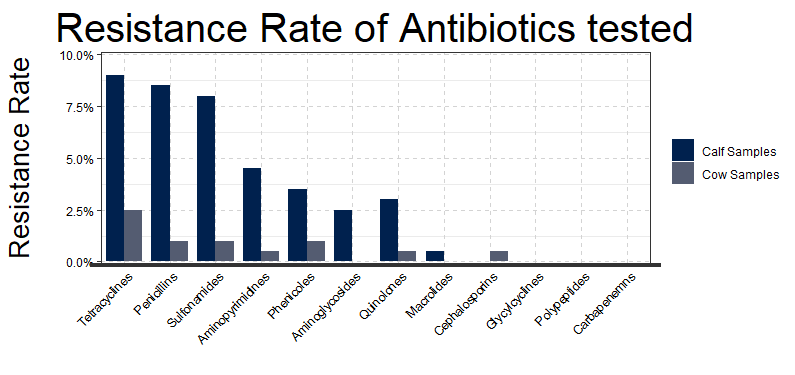 Resistance Rate of Antibiotics tested
Resistance Rate
10.0%
7.5%
5.0%
2.5%
0.0%
Calf Samples
Cow Samples
Tetracyclines
Penicillins
Sulfonamides
Aminopyrimidines
Phenicoles
Aminoglycosides
Quinolones
Macrolides
Cephalosporins
Glycylcyclines
Polypeptides
Carbapenemns